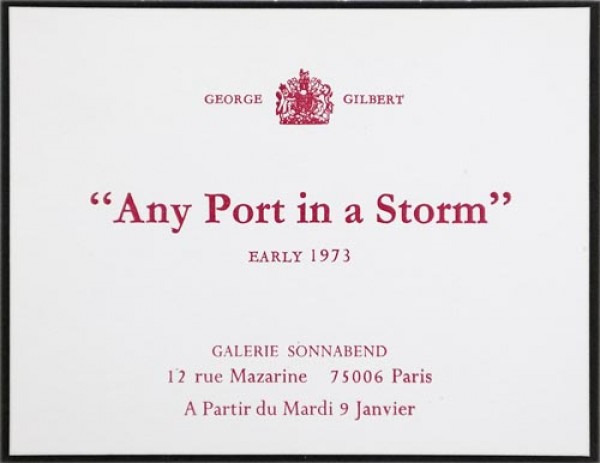 GEORGE GILBERT
“Any Port in a Storm”
EARLY 1973
GALERIE SONNABEND
12 rue Mazarine 75006 Paris
A Partir du Mardi 9 Janvier